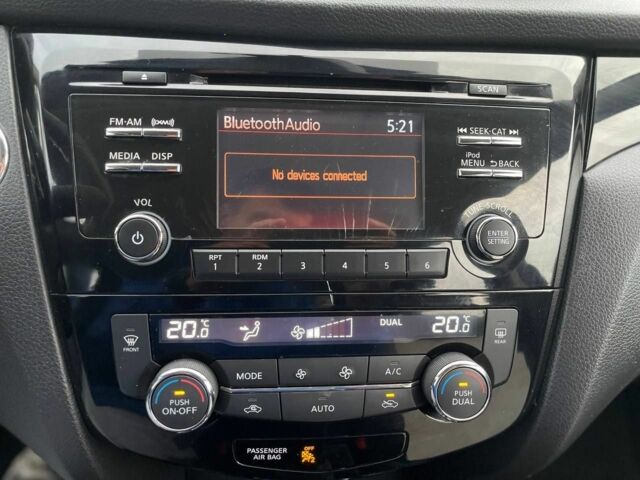 SCAN
FM·AM (XM)
BluetoothAudio 5:21
SEEK·CAT
MEDIA DISP
No devices connected
iPod
MENU BACK
VOL
TUNE·SCROLL
ENTER
SETTING
RPT RDM
1 2 3 4 5 6
20.0°C DUAL 20.0°C
FRONT
REAR
MODE A/C
PUSH
ON·OFF
AUTO
PUSH
DUAL
PASSENGER
AIR BAG
OFF